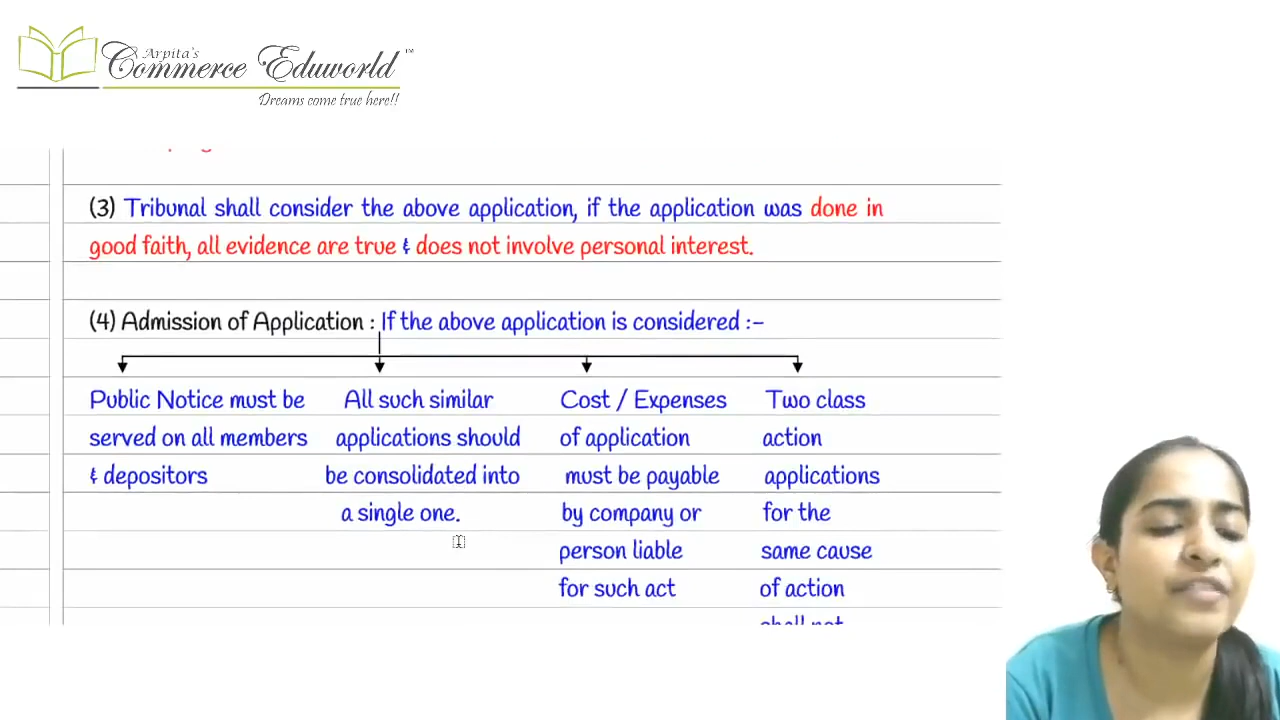 Arpita's
Commerce Eduworld™
Dreams come true here!!
(3) Tribunal shall consider the above application, if the application was done in
good faith, all evidence are true & does not involve personal interest.
(4) Admission of Application : If the above application is considered :-
Public Notice must be
served on all members
& depositors
All such similar
applications should
be consolidated into
a single one.
Cost / Expenses
of application
must be payable
by company or
person liable
for such act
Two class
action
applications
for the
same cause
of action
shall not